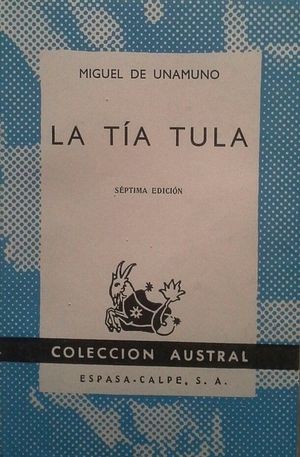 MIGUEL DE UNAMUNO
LA TÍA TULA
SÉPTIMA EDICIÓN
COLECCION AUSTRAL
ESPASA-CALPE, S. A.